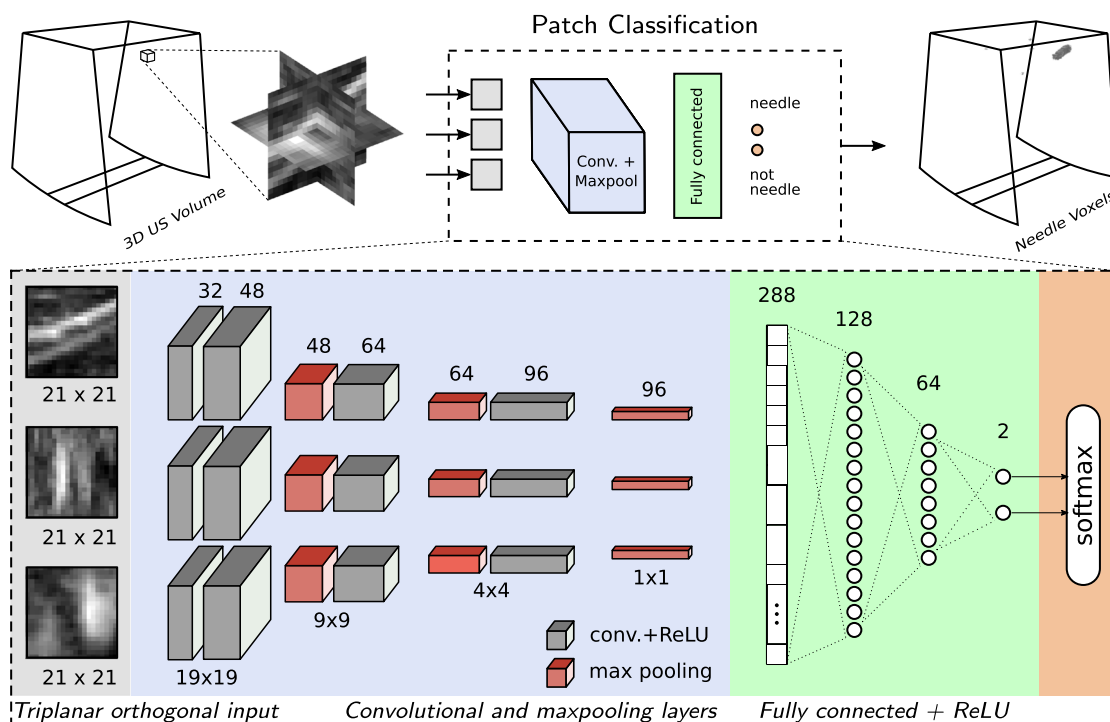 Patch Classification
3D US Volume
Conv. +
Maxpool
Fully connected
needle
not
needle
Needle Voxels
21 x 21
21 x 21
21 x 21
32 48
48 64
64 96
96
19x19
9x9
4x4
1x1
conv.+ReLU
max pooling
288
128
64
2
softmax
Triplanar orthogonal input
Convolutional and maxpooling layers
Fully connected + ReLU